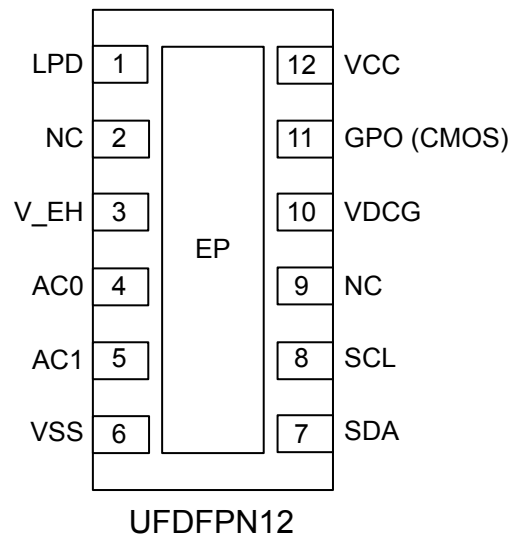 LPD 1 12 VCC
NC 2 11 GPO (CMOS)
V_EH 3 10 VDCG
EP
AC0 4 9 NC
AC1 5 8 SCL
VSS 6 7 SDA
UFDFPN12